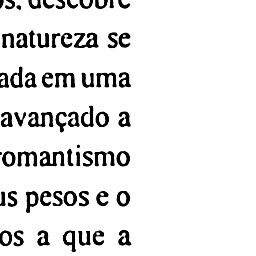 os, descobre
natureza se
ada em uma
avançado a
romantismo
us pesos e o
os a que a